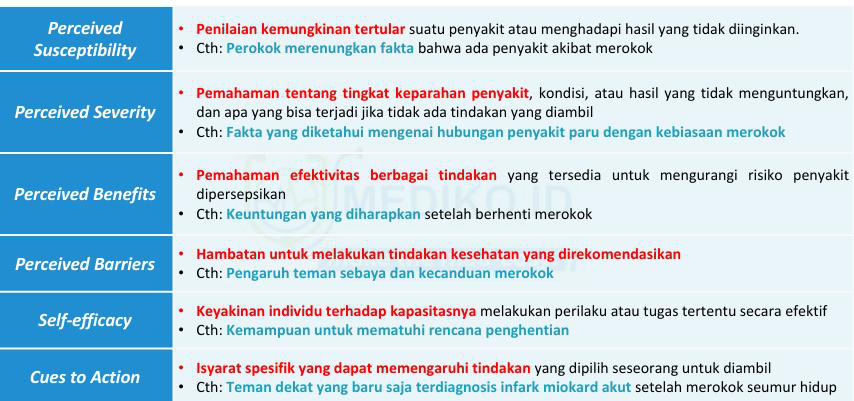 Perceived
Susceptibility
• Penilaian kemungkinan tertular suatu penyakit atau menghadapi hasil yang tidak diinginkan.
• Cth: Perokok merenungkan fakta bahwa ada penyakit akibat merokok
Perceived Severity
• Pemahaman tentang tingkat keparahan penyakit, kondisi, atau hasil yang tidak menguntungkan,
dan apa yang bisa terjadi jika tidak ada tindakan yang diambil
• Cth: Fakta yang diketahui mengenai hubungan penyakit paru dengan kebiasaan merokok
Perceived Benefits
• Pemahaman efektivitas berbagai tindakan yang tersedia untuk mengurangi risiko penyakit
dipersepsikan
• Cth: Keuntungan yang diharapkan setelah berhenti merokok
MEDIKO.ID
Perceived Barriers
• Hambatan untuk melakukan tindakan kesehatan yang direkomendasikan
• Cth: Pengaruh teman sebaya dan kecanduan merokok
Self-efficacy
• Keyakinan individu terhadap kapasitasnya melakukan perilaku atau tugas tertentu secara efektif
• Cth: Kemampuan untuk mematuhi rencana penghentian
Cues to Action
• Isyarat spesifik yang dapat memengaruhi tindakan yang dipilih seseorang untuk diambil
• Cth: Teman dekat yang baru saja terdiagnosis infark miokard akut setelah merokok seumur hidup